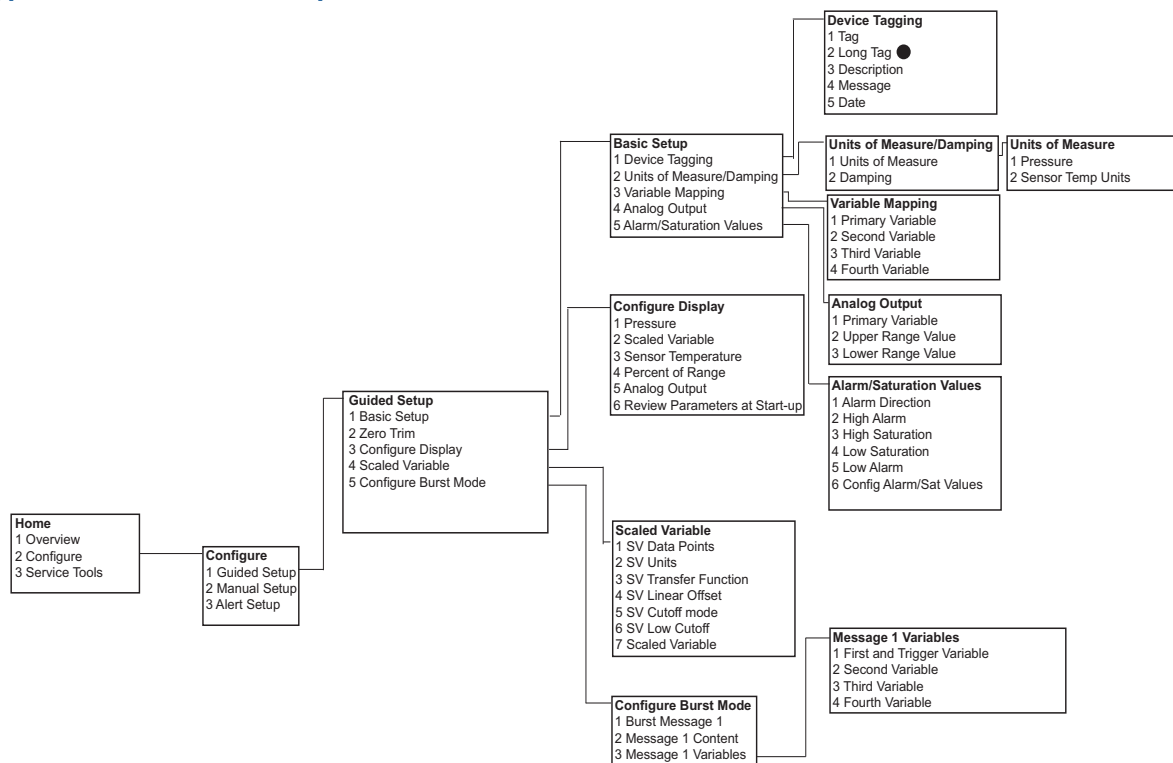 Device Tagging
1 Tag
2 Long Tag
3 Description
4 Message
5 Date
Basic Setup
1 Device Tagging
2 Units of Measure/Damping
3 Variable Mapping
4 Analog Output
5 Alarm/Saturation Values
Units of Measure/Damping
1 Units of Measure
2 Damping
Units of Measure
1 Pressure
2 Sensor Temp Units
Variable Mapping
1 Primary Variable
2 Second Variable
3 Third Variable
4 Fourth Variable
Analog Output
1 Primary Variable
2 Upper Range Value
3 Lower Range Value
Configure Display
1 Pressure
2 Scaled Variable
3 Sensor Temperature
4 Percent of Range
5 Analog Output
6 Review Parameters at Start-up
Alarm/Saturation Values
1 Alarm Direction
2 High Alarm
3 High Saturation
4 Low Saturation
5 Low Alarm
6 Config Alarm/Sat Values
Guided Setup
1 Basic Setup
2 Zero Trim
3 Configure Display
4 Scaled Variable
5 Configure Burst Mode
Home
1 Overview
2 Configure
3 Service Tools
Configure
1 Guided Setup
2 Manual Setup
3 Alert Setup
Scaled Variable
1 SV Data Points
2 SV Units
3 SV Transfer Function
4 SV Linear Offset
5 SV Cutoff mode
6 SV Low Cutoff
7 Scaled Variable
Message 1 Variables
1 First and Trigger Variable
2 Second Variable
3 Third Variable
4 Fourth Variable
Configure Burst Mode
1 Burst Message 1
2 Message 1 Content
3 Message 1 Variables